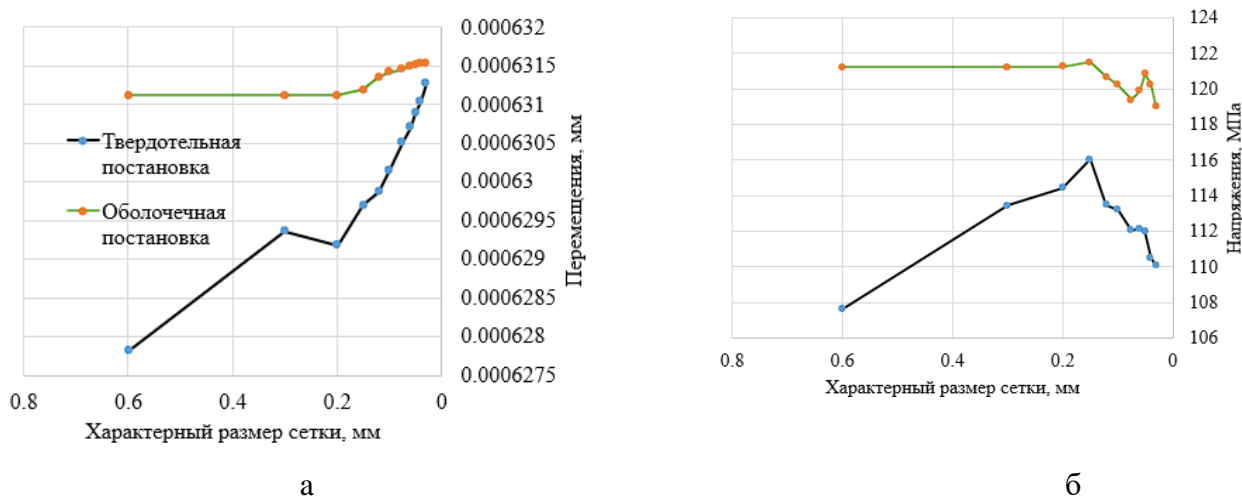 0.000632
0.0006315
0.000631
0.0006305
0.00063
0.0006295
0.000629
0.0006285
0.000628
0.0006275
Перемещения, мм
Твердотельная
постановка
Оболочечная
постановка
0.8 0.6 0.4 0.2 0
Характерный размер сетки, мм
а
124
122
120
118
116
114
112
110
108
106
Напряжения, МПа
0.8 0.6 0.4 0.2 0
Характерный размер сетки, мм
б